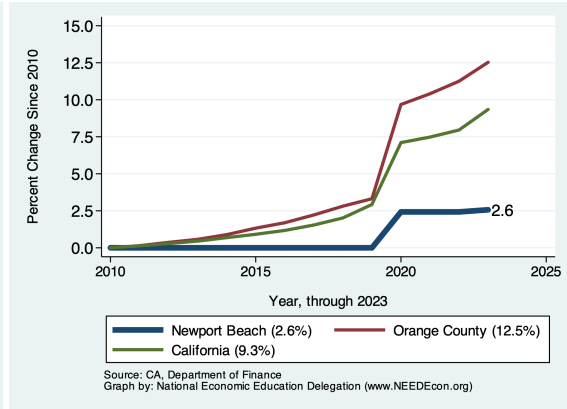 Percent Change Since 2010
15.0
12.5
10.0
7.5
5.0
2.5
0.0
2.6
2010 2015 2020 2025
Year, through 2023
Newport Beach (2.6%) Orange County (12.5%)
California (9.3%)
Source: CA, Department of Finance
Graph by: National Economic Education Delegation (www.NEEDEcon.org)